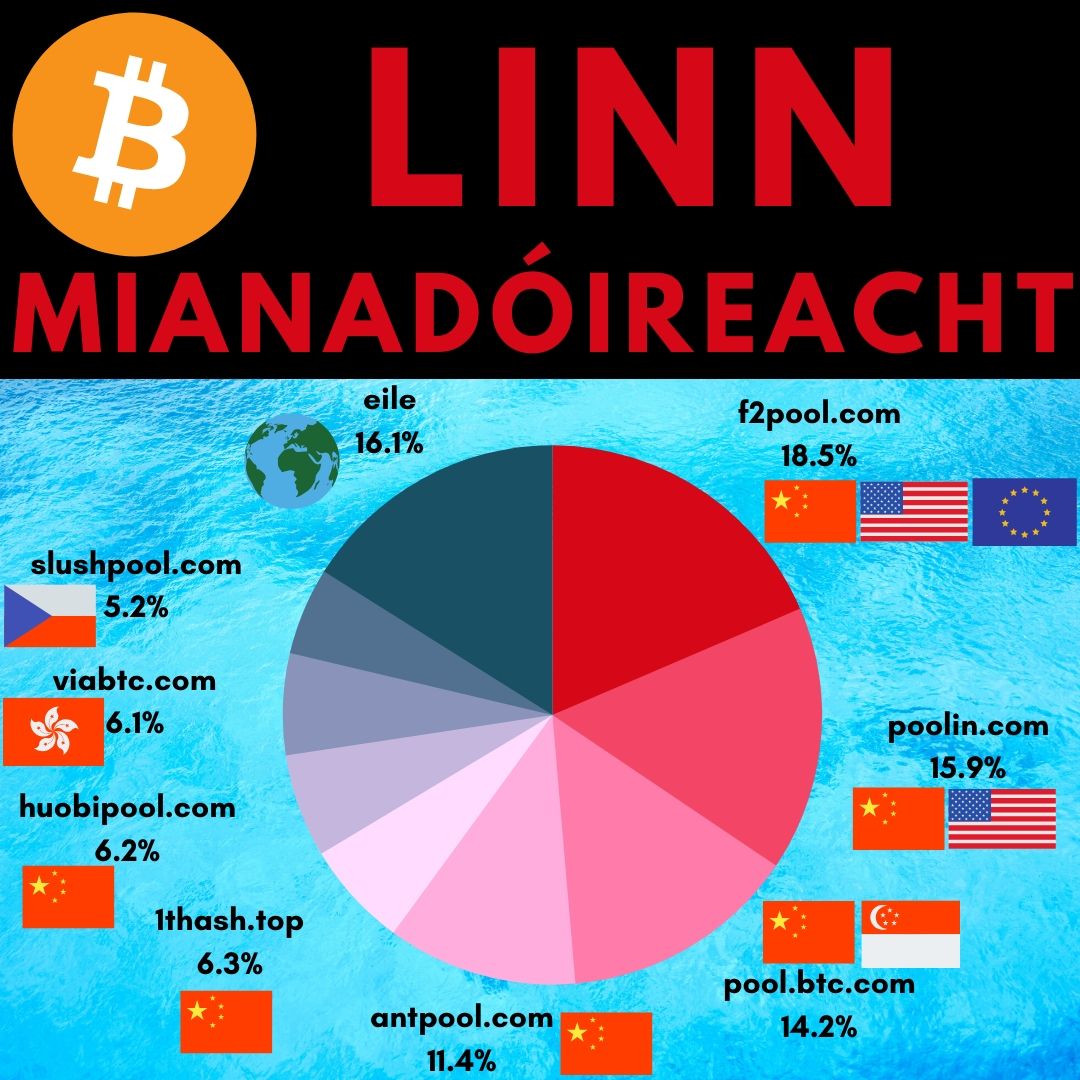 LINN
MIANADÓIREACHT
eile
16.1%
f2pool.com
18.5%
slushpool.com
5.2%
viabtc.com
6.1%
poolin.com
15.9%
huobipool.com
6.2%
1thash.top
6.3%
pool.btc.com
14.2%
antpool.com
11.4%